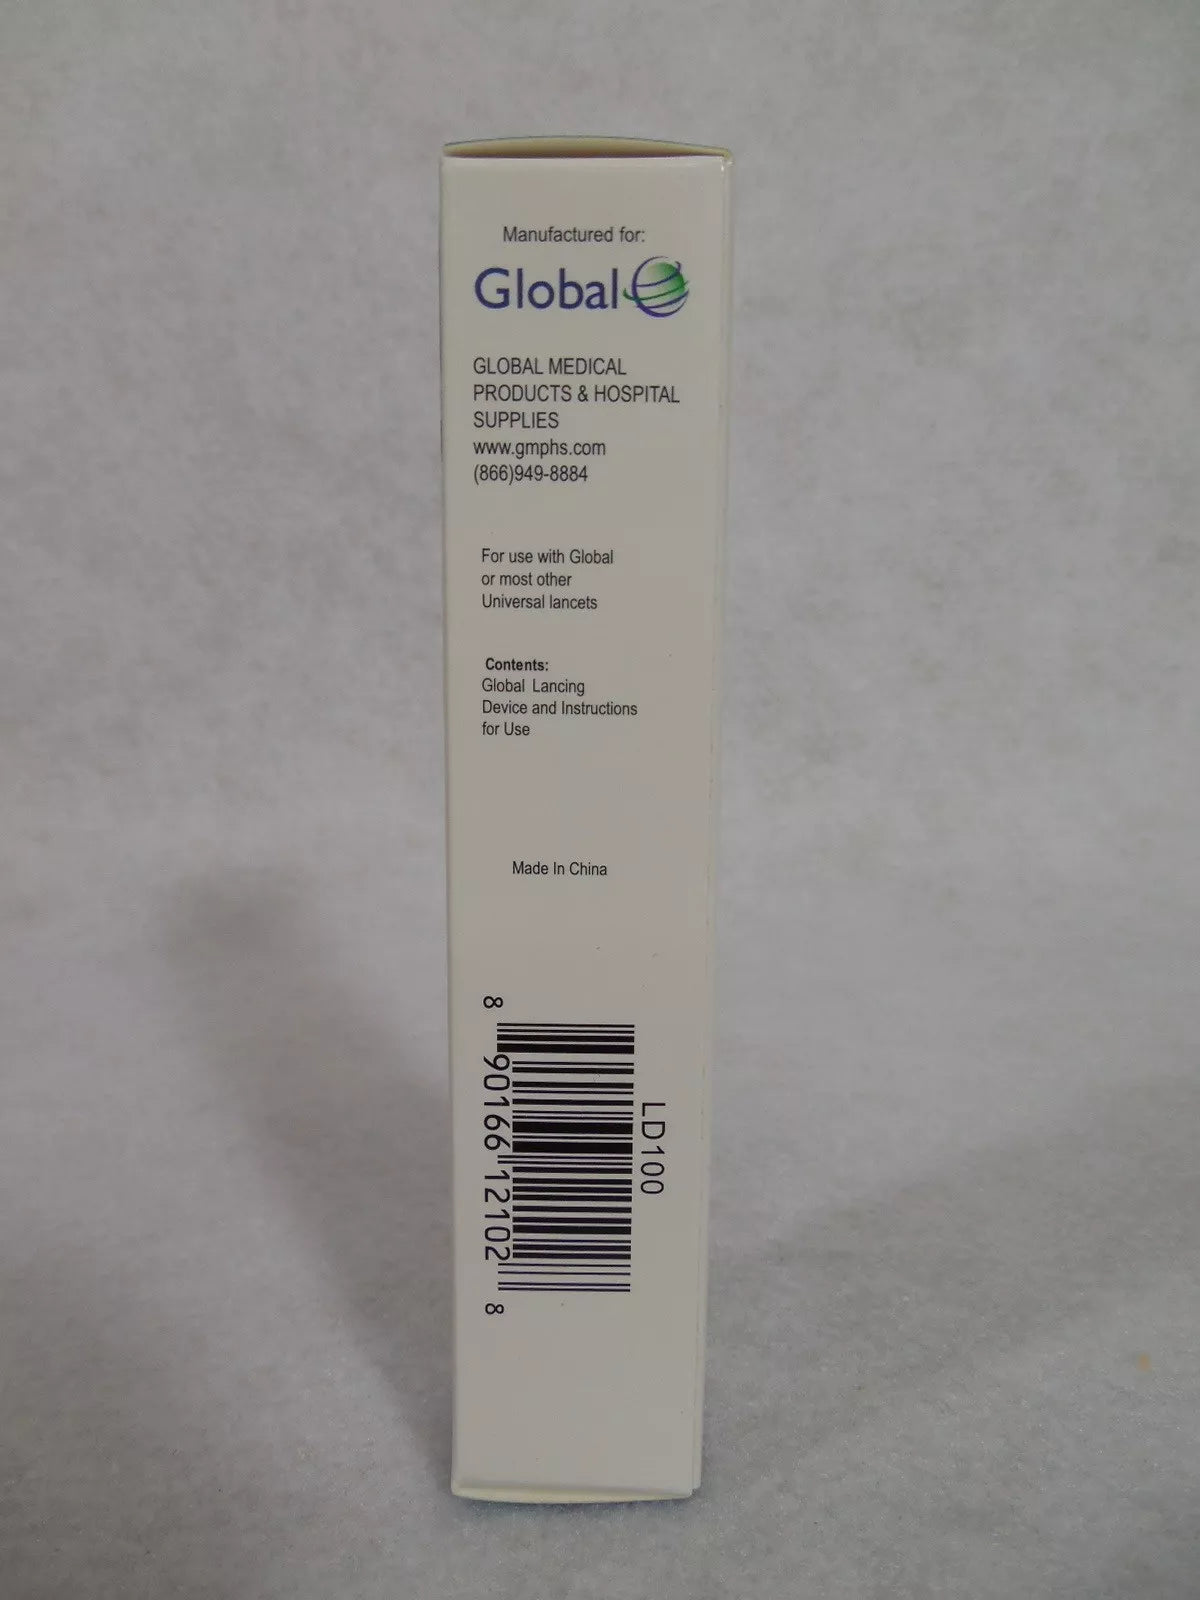 Manufactured for:
Global
GLOBAL MEDICAL
PRODUCTS & HOSPITAL
SUPPLIES
www.gmphs.com
(866)949-8884
For use with Global
or most other
Universal lancets
Contents:
Global Lancing
Device and Instructions
for Use
Made In China
LD100
8 90166 12102 8